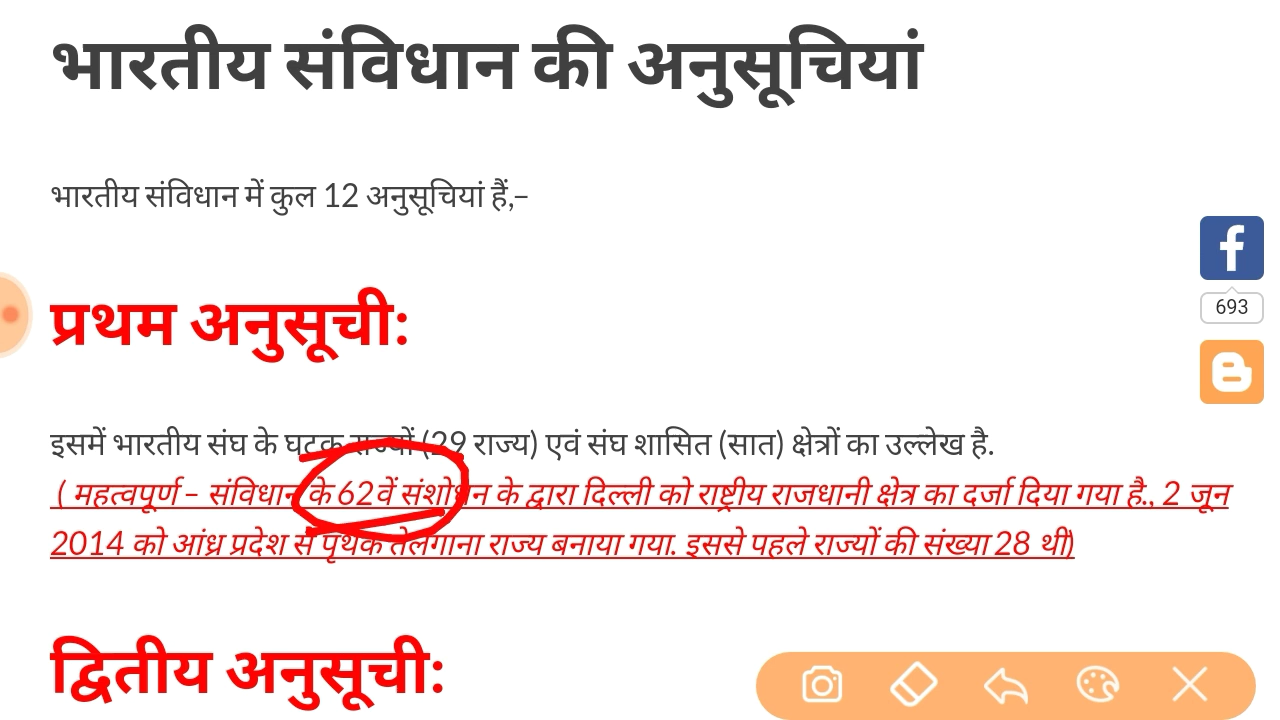 भारतीय संविधान की अनुसूचियां
भारतीय संविधान में कुल 12 अनुसूचियां हैं,–
प्रथम अनुसूची:
इसमें भारतीय संघ के घटक राज्यों (29 राज्य) एवं संघ शासित (सात) क्षेत्रों का उल्लेख है.
( महत्वपूर्ण – संविधान के 62वें संशोधन के द्वारा दिल्ली को राष्ट्रीय राजधानी क्षेत्र का दर्जा दिया गया है., 2 जून
2014 को आंध्र प्रदेश से पृथक तेलंगाना राज्य बनाया गया. इससे पहले राज्यों की संख्या 28 थी)
द्वितीय अनुसूची:
693